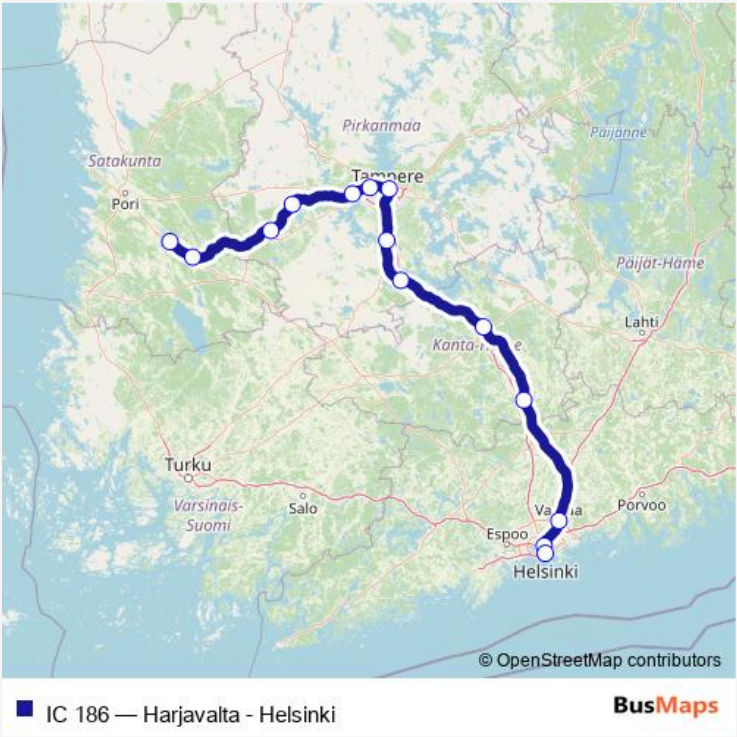 Pirkanmaa
Päijänne
Satakunta
Tampere
Pori
Päijät-Häme
Lahti
Turku
Varsinais-
Suomi
Salo
Porvoo
Espoo
Helsinki
© OpenStreetMap contributors
IC 186 — Harjavalta - Helsinki
BusMaps